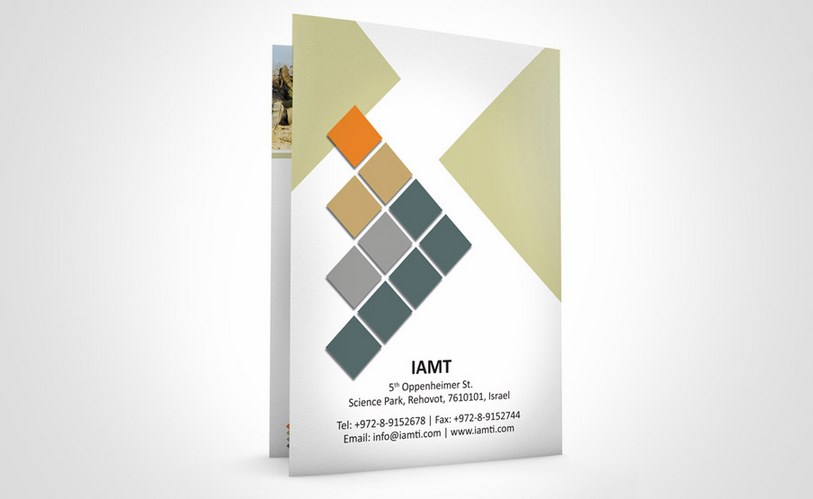 IAMT
5th Oppenheimer St.
Science Park, Rehovot, 7610101, Israel
Tel: +972-8-9152678 | Fax: +972-8-9152744
Email: info@iamti.com | www.iamti.com